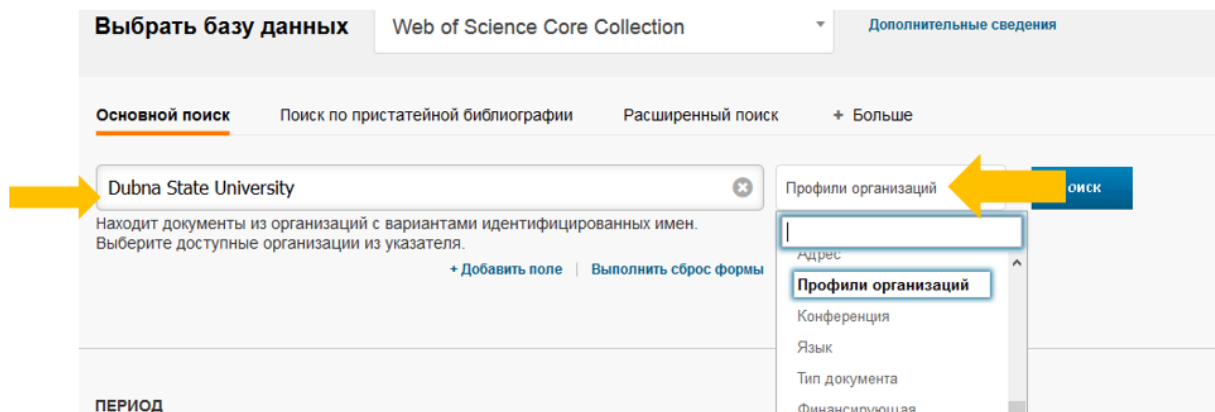 Выбрать базу данных Web of Science Core Collection Дополнительные сведения
Основной поиск Поиск по пристатейной библиографии Расширенный поиск + Больше
Dubna State University Профили организаций оиск
Находит документы из организаций с вариантами идентифицированных имен.
Выберите доступные организации из указателя.
+ Добавить поле | Выполнить сброс формы
Адрес
Профили организаций
Конференция
Язык
Тип документа
Финансирующая
ПЕРИОД